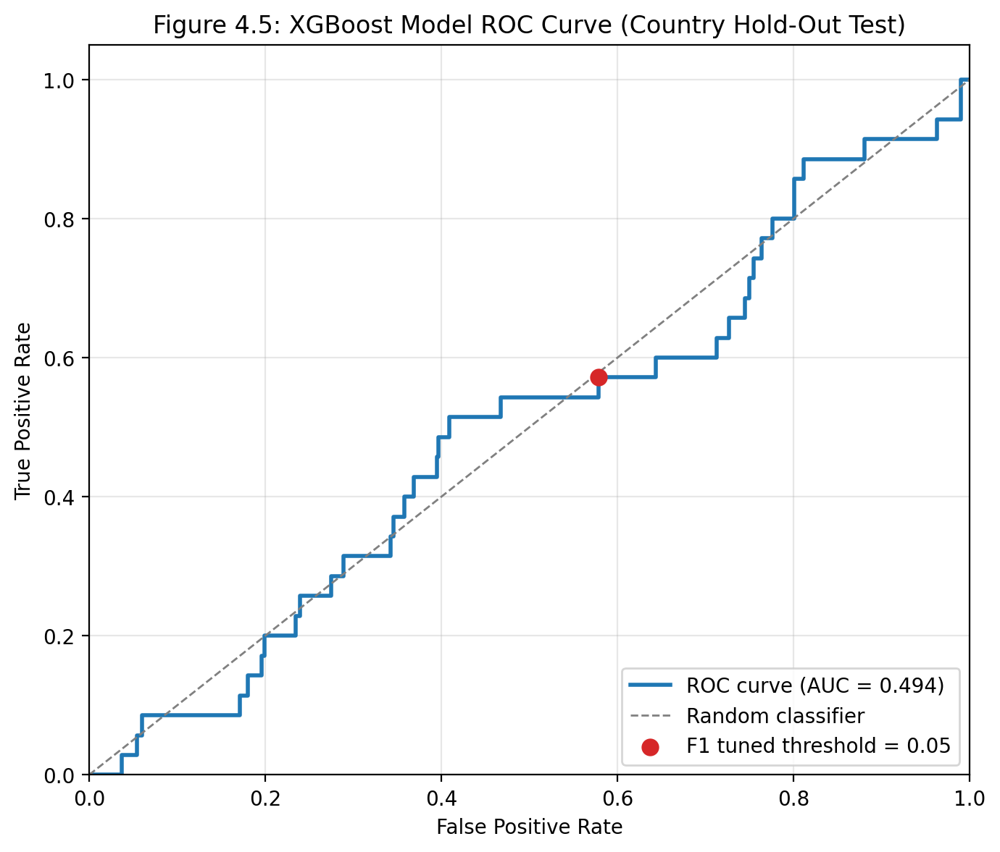 Figure 4.5: XGBoost Model ROC Curve (Country Hold-Out Test)
True Positive Rate
1.0
0.8
0.6
0.4
0.2
0.0
0.0 0.2 0.4 0.6 0.8 1.0
False Positive Rate
ROC curve (AUC = 0.494)
Random classifier
F1 tuned threshold = 0.05